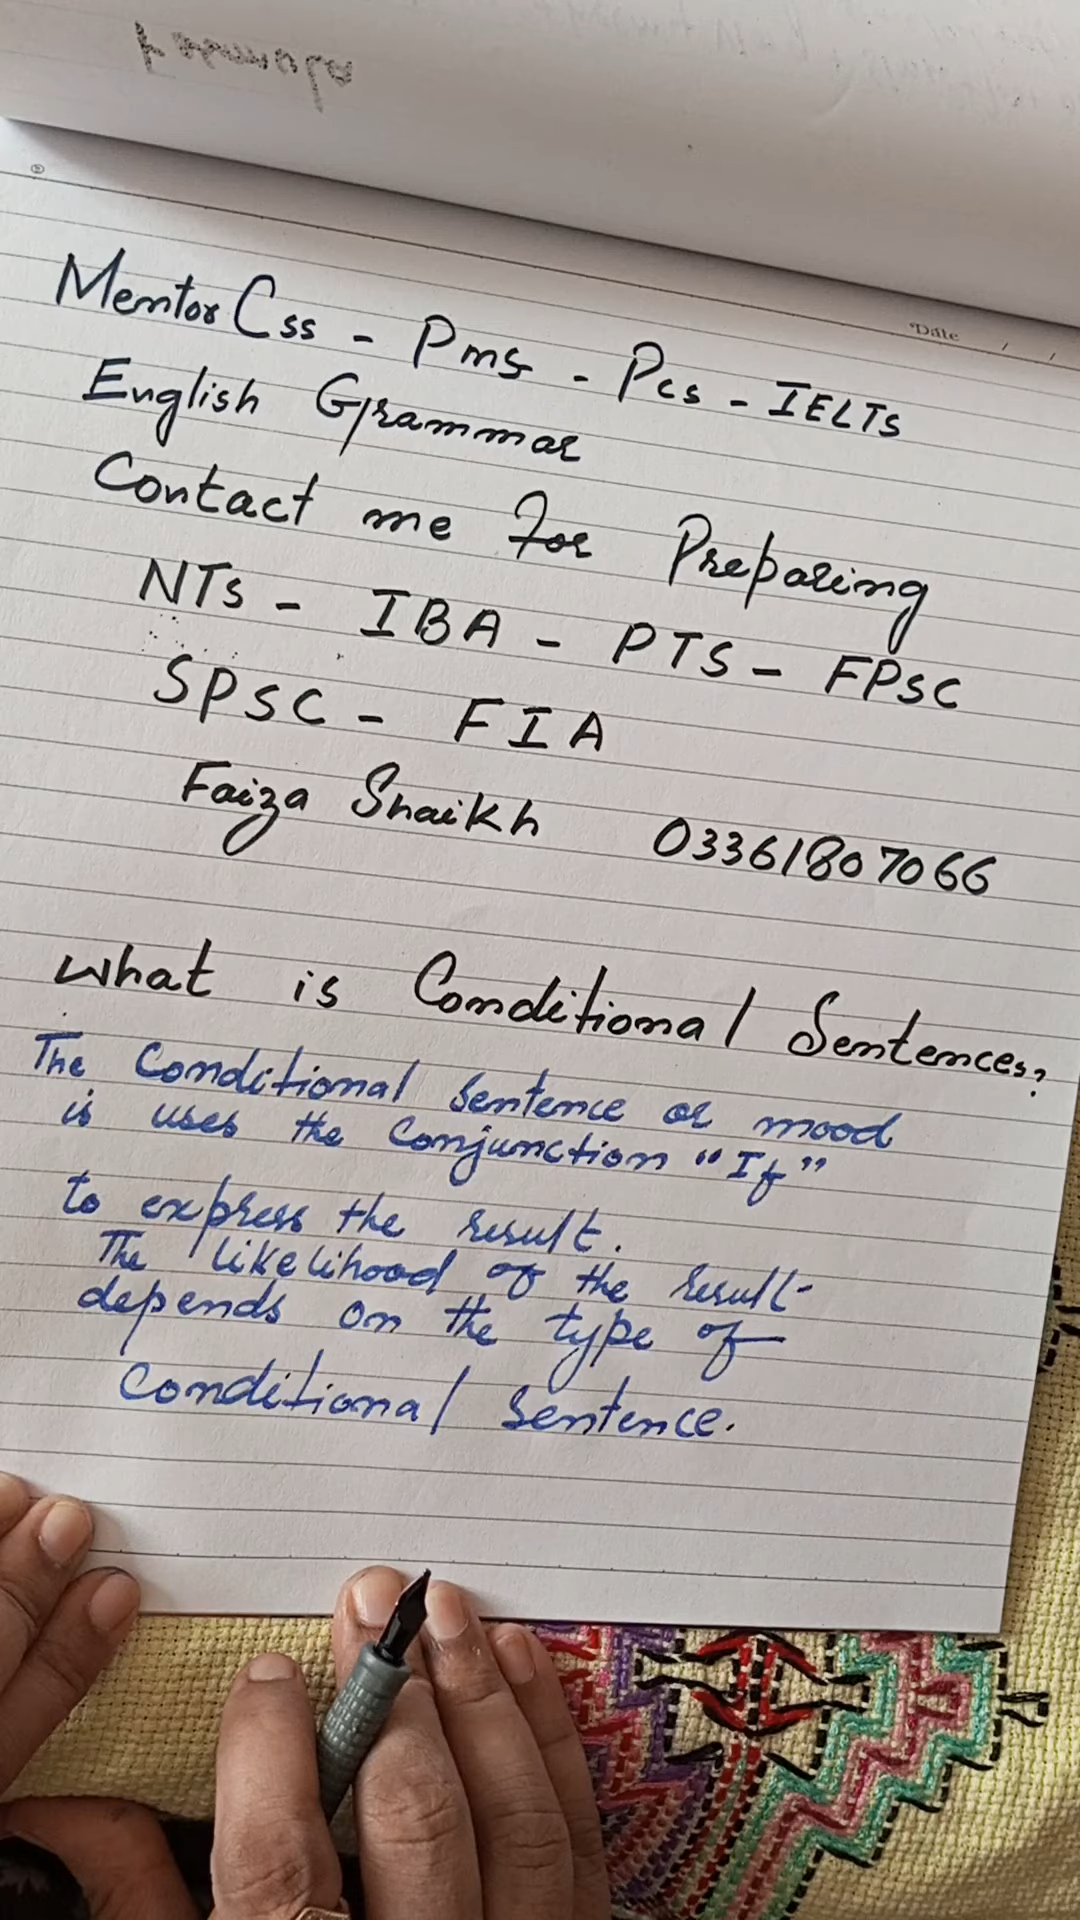 Date / /
Mentor Css - Pms - Pcs - IELTS
English Grammar
Contact me For Preparing
NTs - IBA - PTS - FPSC
SPSC - FIA
Faiza Shaikh 03361807066
What is Conditional Sentences?
The Conditional Sentence or mood
is uses the Conjunction "If"
to express the result.
The likelihood of the result
depends on the type of
Conditional Sentence.